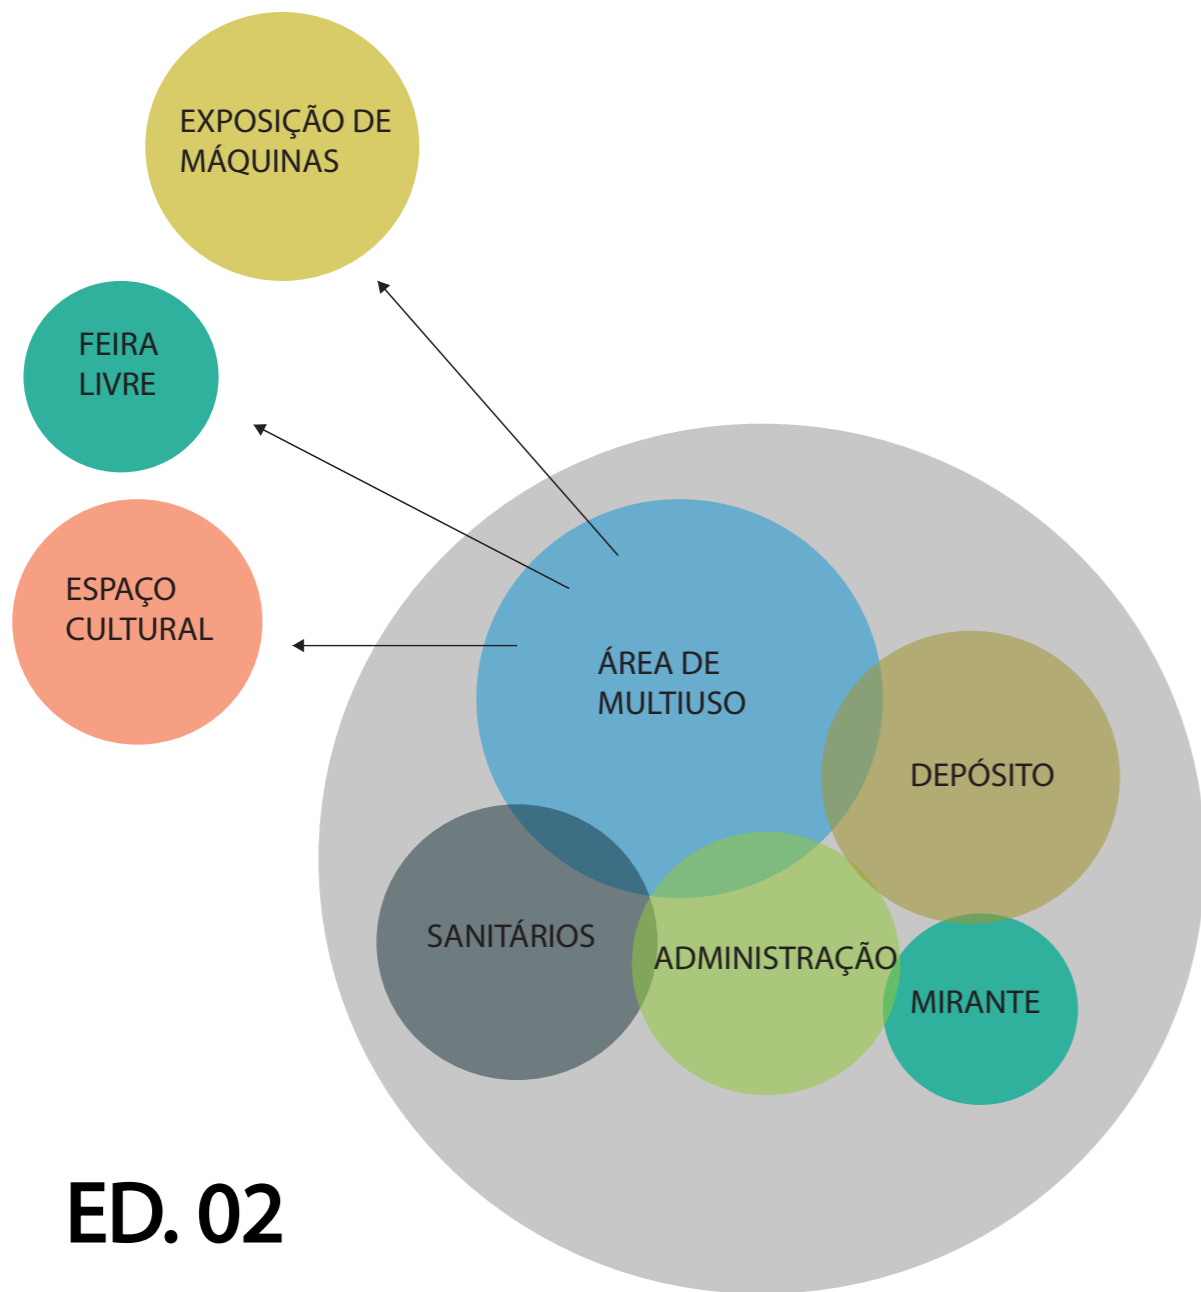 EXPOSIÇÃO DE
MÁQUINAS
FEIRA
LIVRE
ESPAÇO
CULTURAL
ÁREA DE
MULTIUSO
DEPÓSITO
SANITÁRIOS
ADMINISTRAÇÃO
MIRANTE
ED. 02